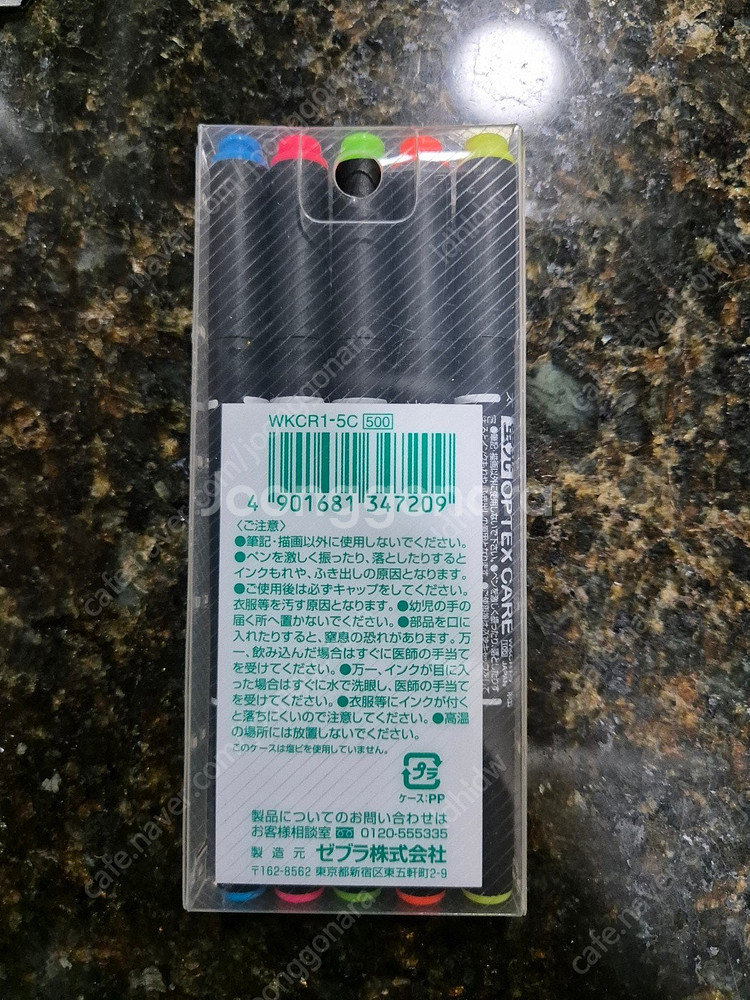 WKCR1-5C 500
4 901681 347209
〈ご注意〉
●筆記・描画以外に使用しないでください。
●ペンを激しく振ったり、落としたりすると
インクもれや、ふき出しの原因となります。
●ご使用後は必ずキャップをしてください。
衣服等を汚す原因となります。●幼児の手の
届く所へ置かないでください。●部品を口に
入れたりすると、窒息の恐れがあります。万
一、飲み込んだ場合はすぐに医師の手当て
を受けてください。●万一、インクが目に入
った場合はすぐに水で洗眼し、医師の手当て
を受けてください。●衣服等にインクが付く
と落ちにくいので注意してください。●高温
の場所には放置しないでください。
このケースは塩ビを使用していません。
プラ
ケース:PP
製品についてのお問い合わせは
お客様相談室 0120-555335
製造元 ゼブラ株式会社
〒162-8562 東京都新宿区東五軒町2-9
OPTEX CARE
Joonggonara
cafe.naver.com/joonggonara
ldhidw